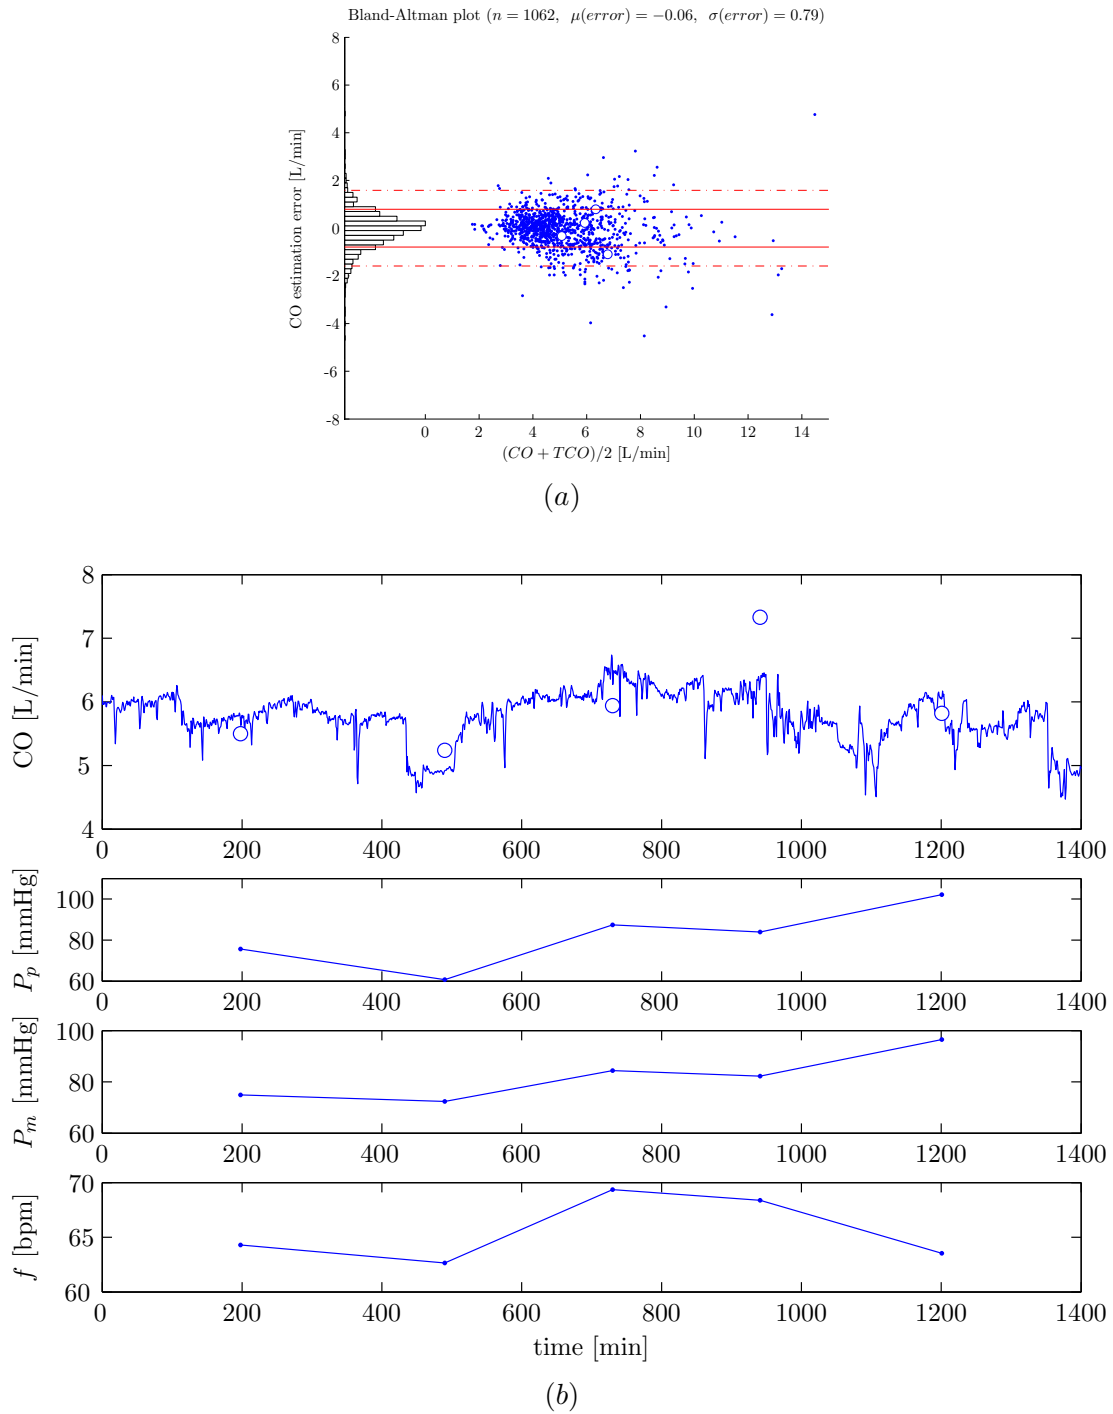 Bland-Altman plot (n = 1062, μ(error) = −0.06, σ(error) = 0.79)
8
6
4
2
0
-2
-4
-6
-8
CO estimation error [L/min]
0 2 4 6 8 10 12 14
(CO + TCO)/2 [L/min]
(a)
8
7
6
5
4
CO [L/min]
0 200 400 600 800 1000 1200 1400
100
80
60
P_p [mmHg]
0 200 400 600 800 1000 1200 1400
100
80
60
P_m [mmHg]
0 200 400 600 800 1000 1200 1400
70
65
60
f [bpm]
0 200 400 600 800 1000 1200 1400
time [min]
(b)